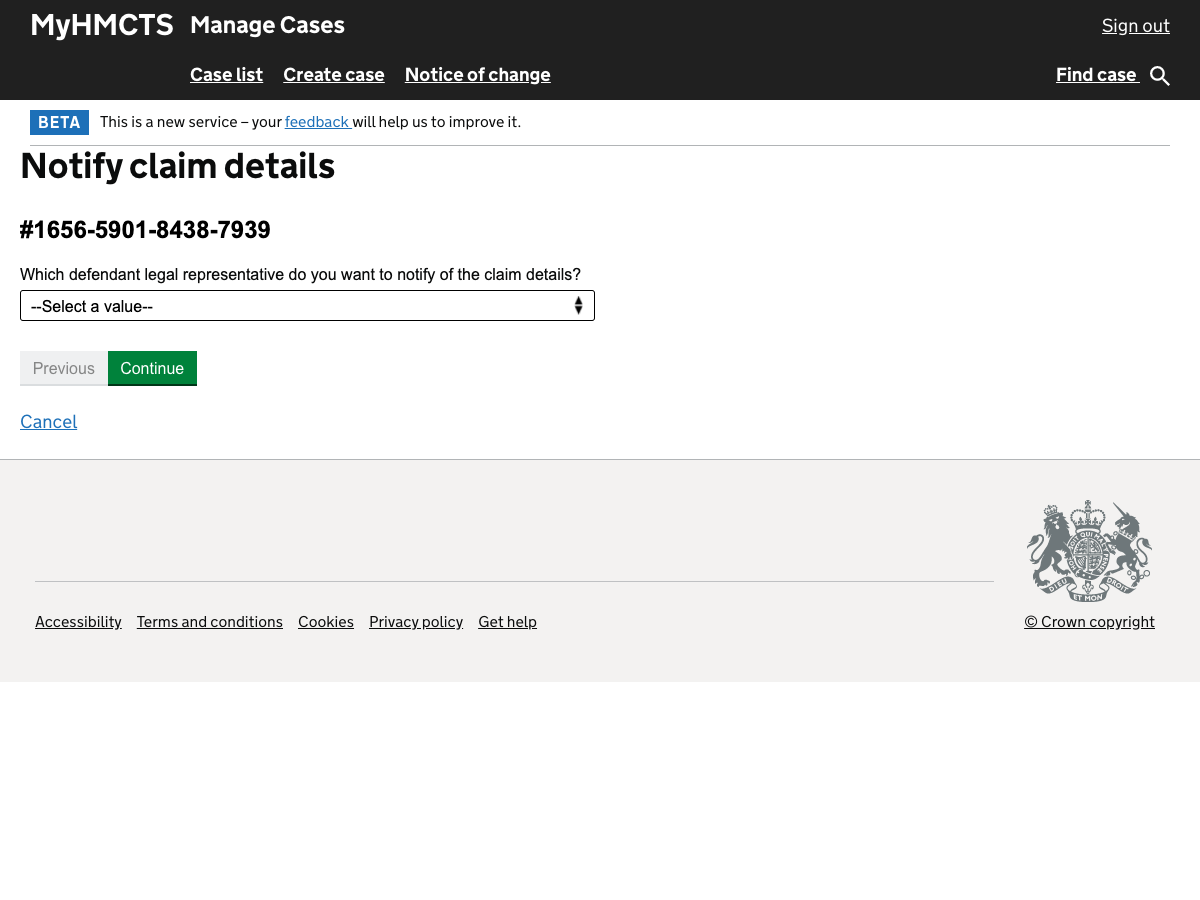 MyHMCTS Manage Cases Sign out
Case list Create case Notice of change Find case
BETA This is a new service – your feedback will help us to improve it.
Notify claim details
#1656-5901-8438-7939
Which defendant legal representative do you want to notify of the claim details?
--Select a value--
Previous Continue
Cancel
DIEU ET MON DROIT
Accessibility Terms and conditions Cookies Privacy policy Get help © Crown copyright